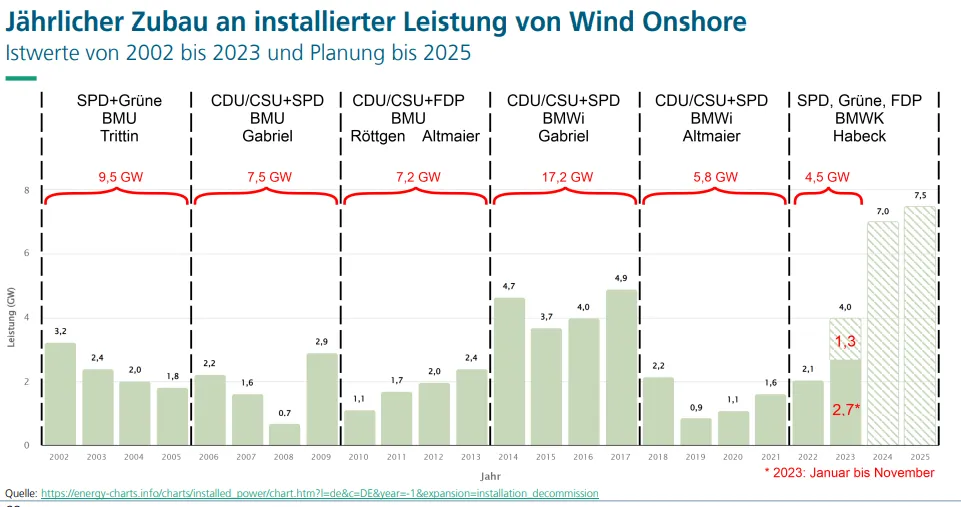 Jährlicher Zubau an installierter Leistung von Wind Onshore
Istwerte von 2002 bis 2023 und Planung bis 2025
SPD+Grüne
BMU
Trittin
CDU/CSU+SPD
BMU
Gabriel
CDU/CSU+FDP
BMU
Röttgen Altmaier
CDU/CSU+SPD
BMWi
Gabriel
CDU/CSU+SPD
BMWi
Altmaier
SPD, Grüne, FDP
BMWK
Habeck
9,5 GW
7,5 GW
7,2 GW
17,2 GW
5,8 GW
4,5 GW
Leistung (GW)
8
6
4
2
0
3,2
2,4
2,0
1,8
2,2
1,6
0,7
2,9
1,1
1,7
2,0
2,4
4,7
3,7
4,0
4,9
2,2
0,9
1,1
1,6
2,1
4,0
1,3
2,7*
7,0
7,5
2002 2003 2004 2005 2006 2007 2008 2009 2010 2011 2012 2013 2014 2015 2016 2017 2018 2019 2020 2021 2022 2023 2024 2025
Jahr
* 2023: Januar bis November
Quelle: https://energy-charts.info/charts/installed_power/chart.htm?l=de&c=DE&year=-1&expansion=installation_decommission